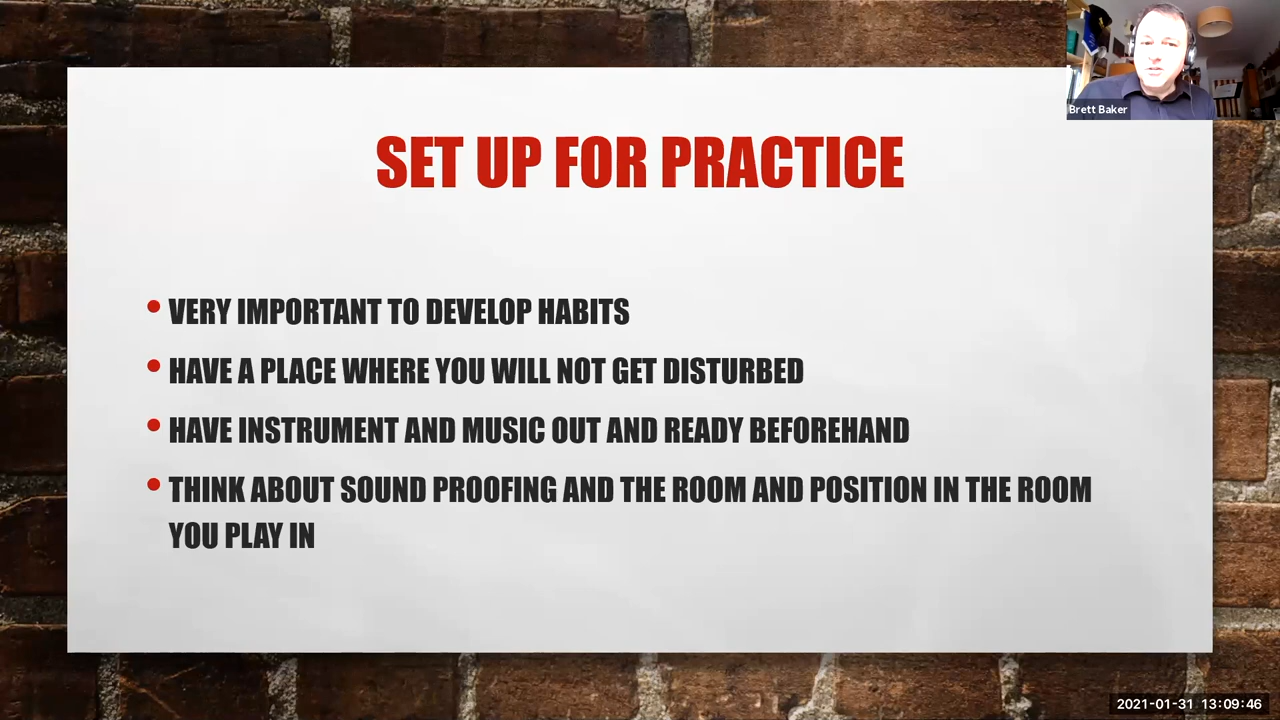 Brett Baker
SET UP FOR PRACTICE
• VERY IMPORTANT TO DEVELOP HABITS
• HAVE A PLACE WHERE YOU WILL NOT GET DISTURBED
• HAVE INSTRUMENT AND MUSIC OUT AND READY BEFOREHAND
• THINK ABOUT SOUND PROOFING AND THE ROOM AND POSITION IN THE ROOM
YOU PLAY IN
2021-01-31 13:09:46